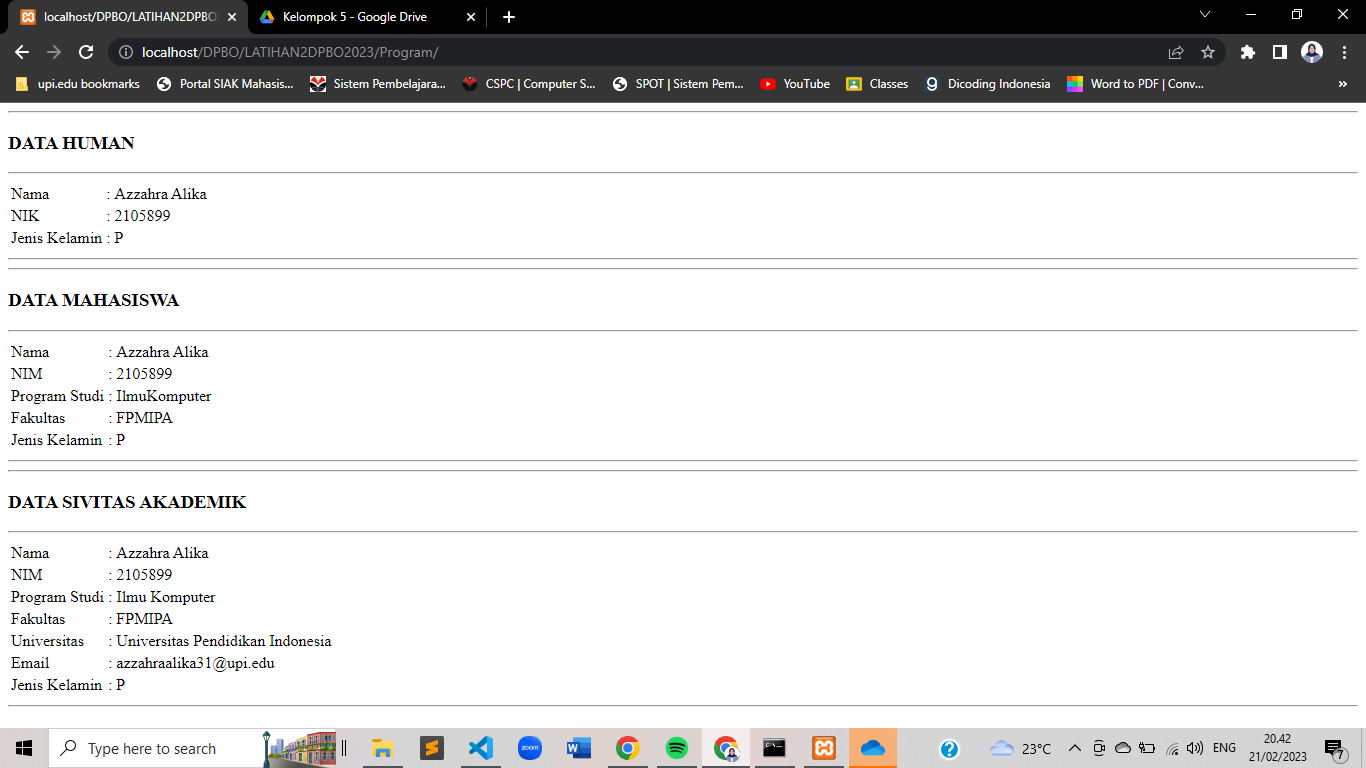 localhost/DPBO/LATIHAN2DPBO
Kelompok 5 - Google Drive
localhost/DPBO/LATIHAN2DPBO2023/Program/
upi.edu bookmarks
Portal SIAK Mahasis...
Sistem Pembelajara...
CSPC | Computer S...
SPOT | Sistem Pem...
YouTube
Classes
Dicoding Indonesia
Word to PDF | Conv...
DATA HUMAN
Nama : Azzahra Alika
NIK : 2105899
Jenis Kelamin : P
DATA MAHASISWA
Nama : Azzahra Alika
NIM : 2105899
Program Studi : IlmuKomputer
Fakultas : FPMIPA
Jenis Kelamin : P
DATA SIVITAS AKADEMIK
Nama : Azzahra Alika
NIM : 2105899
Program Studi : Ilmu Komputer
Fakultas : FPMIPA
Universitas : Universitas Pendidikan Indonesia
Email : azzahraalika31@upi.edu
Jenis Kelamin : P
Type here to search
zoom
23°C
ENG
20.42
21/02/2023
7